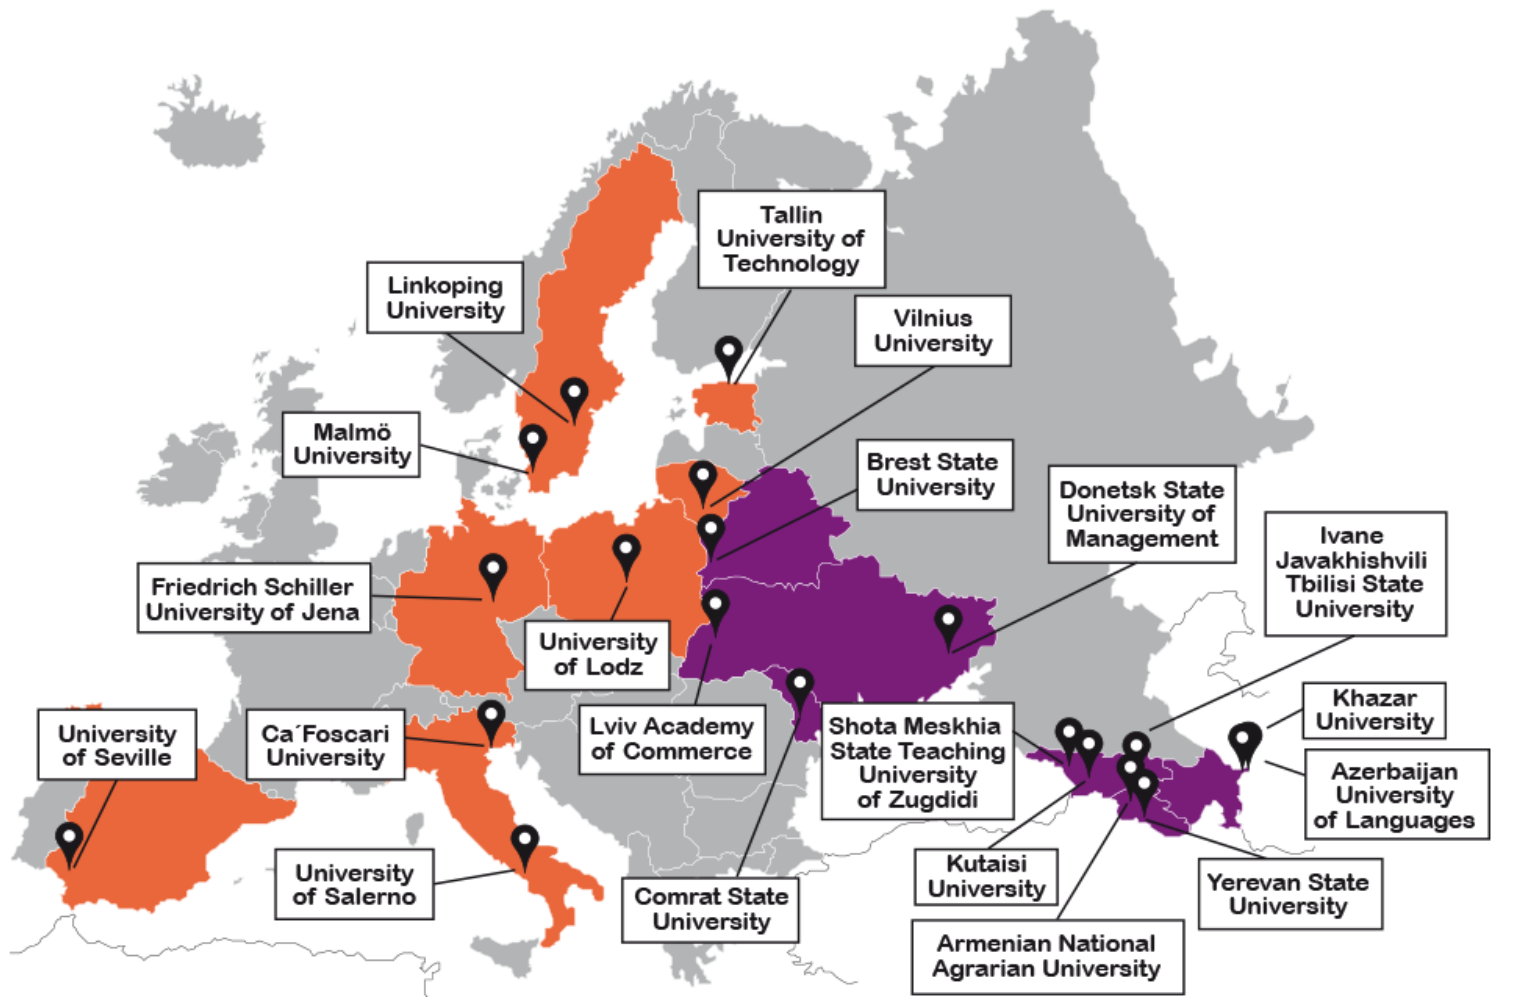 Tallin
University of
Technology
Linkoping
University
Vilnius
University
Malmö
University
Brest State
University
Donetsk State
University of
Management
Ivane
Javakhishvili
Tbilisi State
University
Friedrich Schiller
University of Jena
University
of Lodz
Khazar
University
University
of Seville
Ca´Foscari
University
Lviv Academy
of Commerce
Shota Meskhia
State Teaching
University
of Zugdidi
Azerbaijan
University
of Languages
University
of Salerno
Comrat State
University
Kutaisi
University
Yerevan State
University
Armenian National
Agrarian University